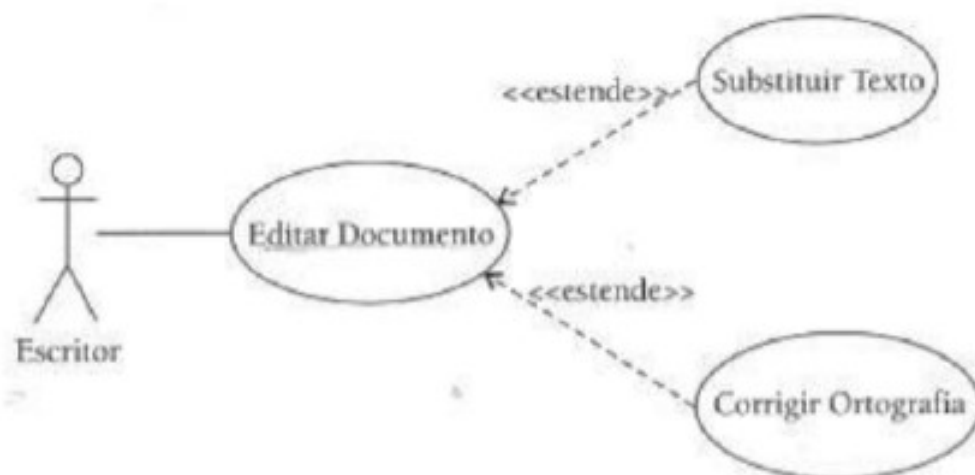 Substituir Texto
<<estende>>
Editar Documento
<<estende>>
Escritor
Corrigir Ortografia